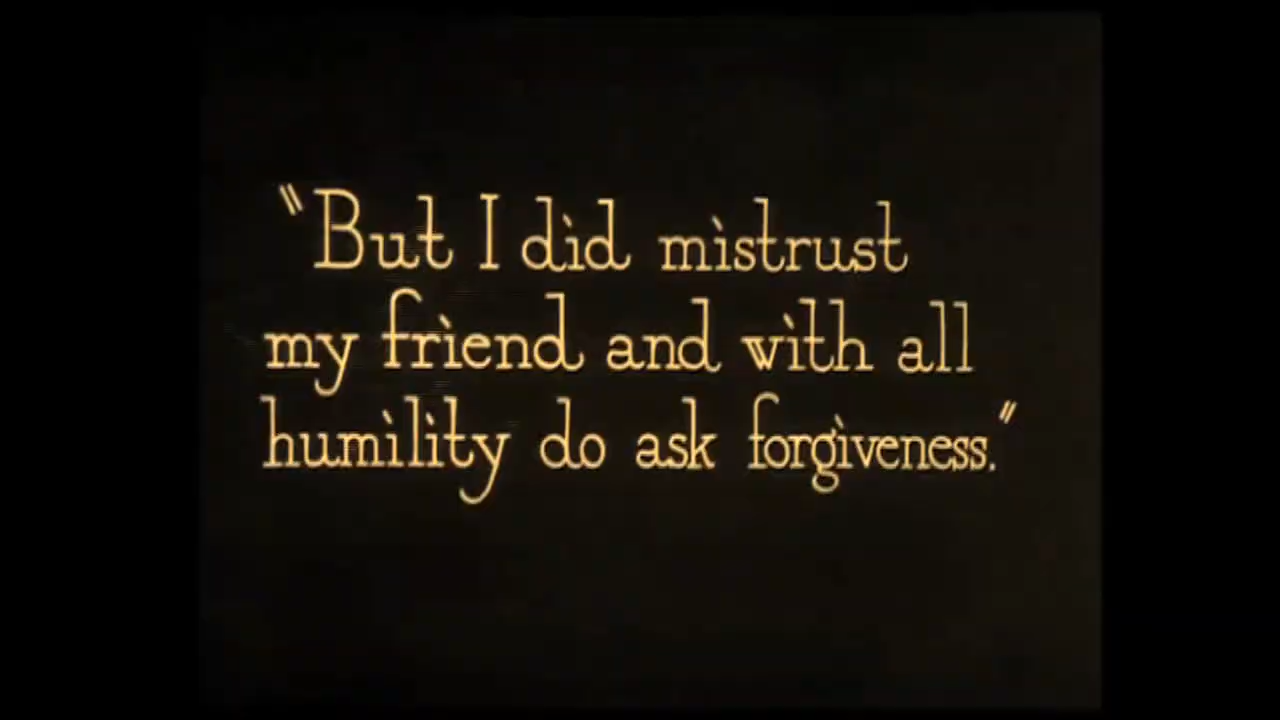 "But I did mistrust
my friend and with all
humility do ask forgiveness."